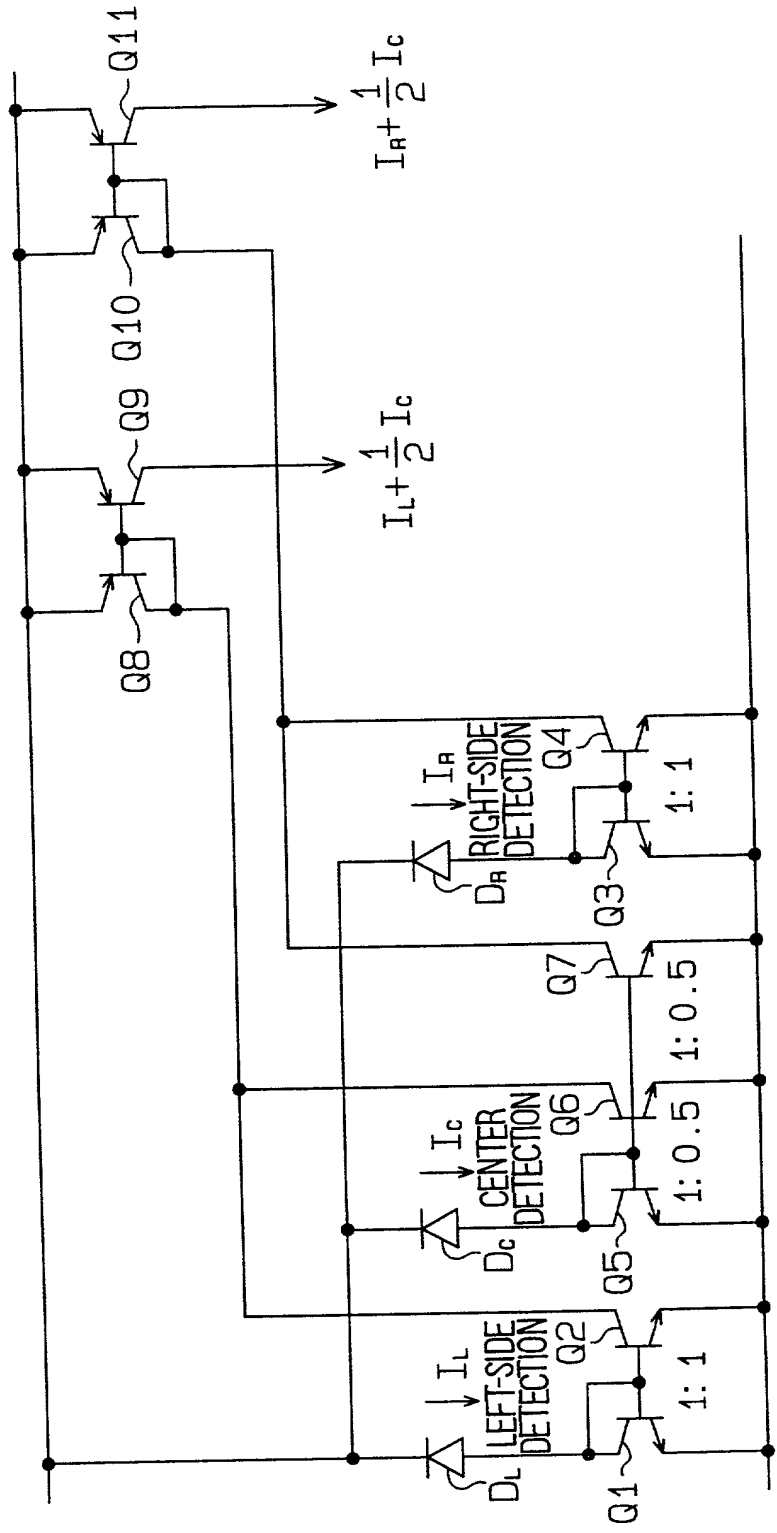 Q11
Q10
I_R + 1/2 I_C
Q9
Q8
I_L + 1/2 I_C
I_R
RIGHT-SIDE
DETECTION
D_R
Q4
Q3
1:1
Q7
1:0.5
I_C
CENTER
DETECTION
D_C
Q6
Q5
1:0.5
I_L
LEFT-SIDE
DETECTION
D_L
Q2
Q1
1:1